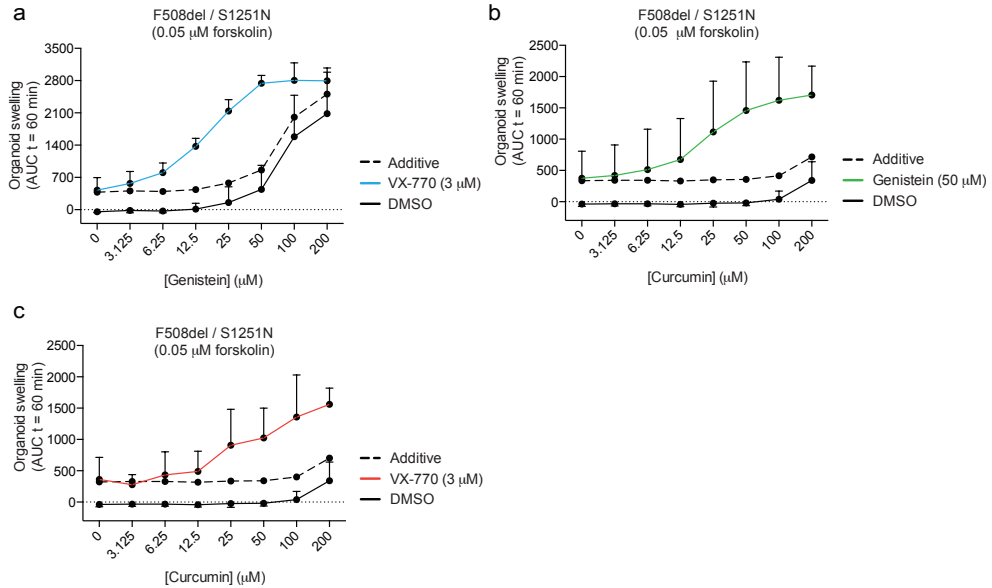 a
F508del / S1251N
(0.05 µM forskolin)
Organoid swelling
(AUC t = 60 min)
3500
2800
2100
1400
700
0
0
3.125
6.25
12.5
25
50
100
200
[Genistein] (µM)
Additive
VX-770 (3 µM)
DMSO
b
F508del / S1251N
(0.05 µM forskolin)
Organoid swelling
(AUC t = 60 min)
2500
2000
1500
1000
500
0
0
3.125
6.25
12.5
25
50
100
200
[Curcumin] (µM)
Additive
Genistein (50 µM)
DMSO
c
F508del / S1251N
(0.05 µM forskolin)
Organoid swelling
(AUC t = 60 min)
2500
2000
1500
1000
500
0
0
3.125
6.25
12.5
25
50
100
200
[Curcumin] (µM)
Additive
VX-770 (3 µM)
DMSO